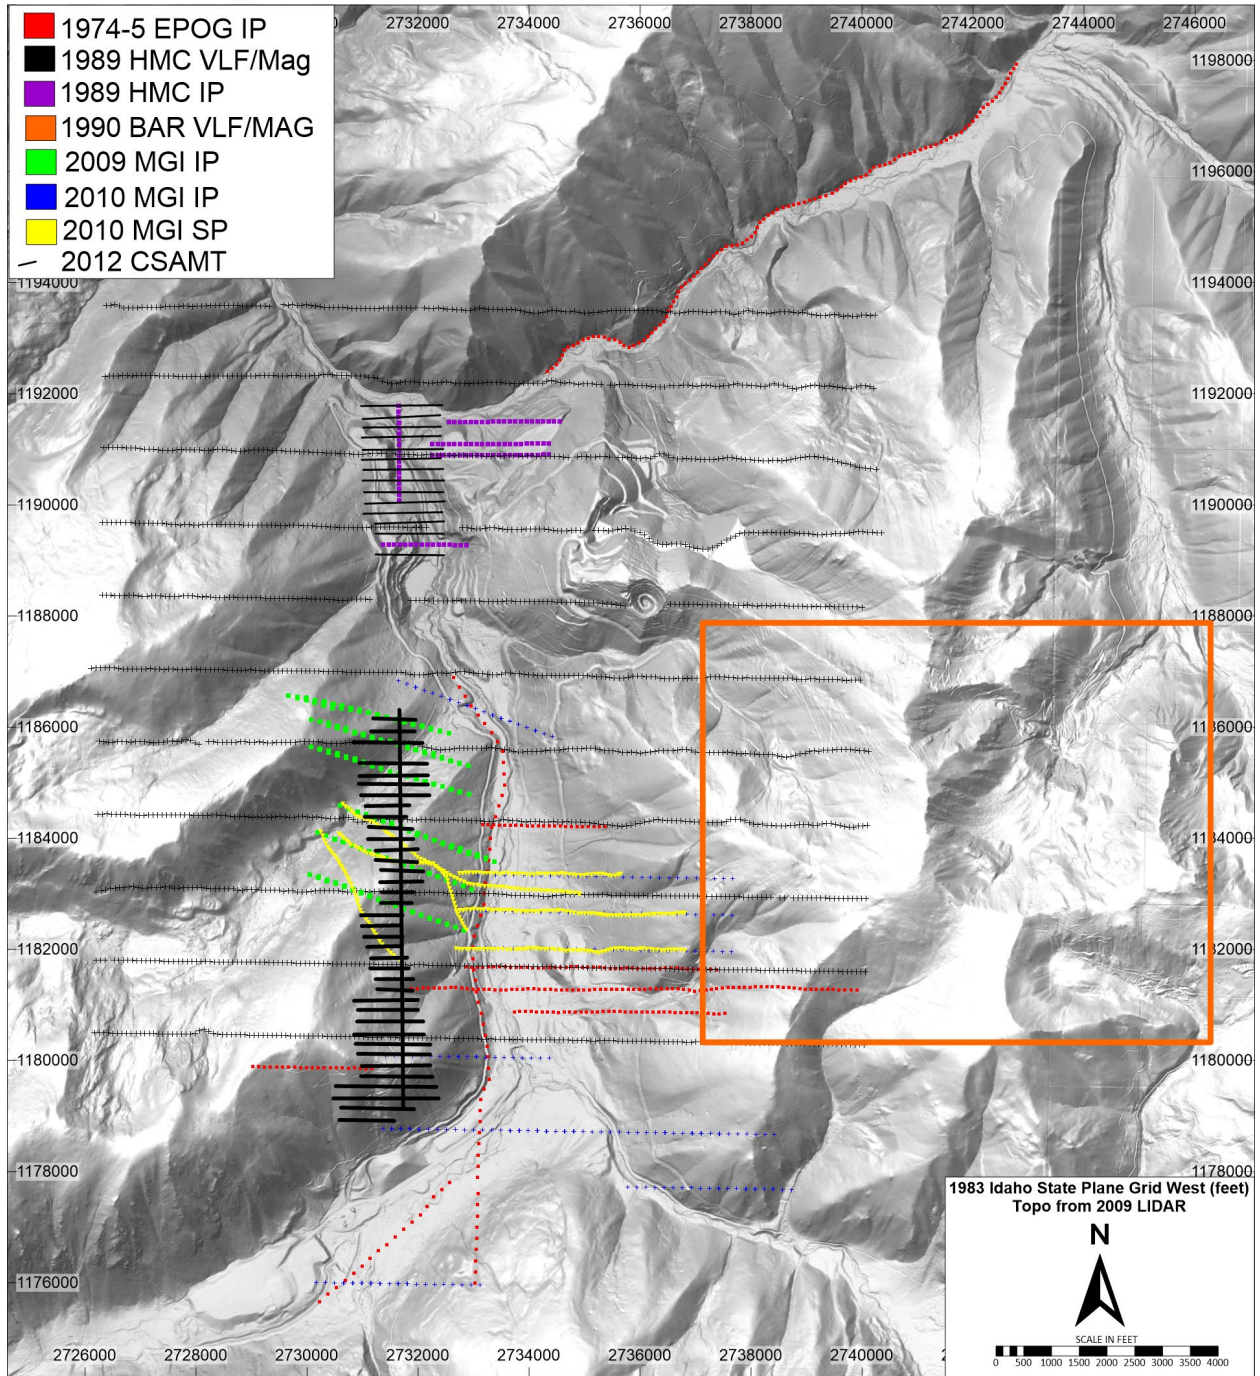 2732000 2734000 2736000 2738000 2740000 2742000 2744000 2746000
1974-5 EPOG IP
1989 HMC VLF/Mag
1989 HMC IP
1990 BAR VLF/MAG
2009 MGI IP
2010 MGI IP
2010 MGI SP
2012 CSAMT
1198000
1196000
1194000 1194000
1192000 1192000
1190000 1190000
1188000 1188000
1186000 1186000
1184000 1184000
1182000 1182000
1180000 1180000
1178000 1178000
1983 Idaho State Plane Grid West (feet)
Topo from 2009 LIDAR
N
1176000
SCALE IN FEET
0 500 1000 1500 2000 2500 3000 3500 4000
2726000 2728000 2730000 2732000 2734000 2736000 2738000 2740000